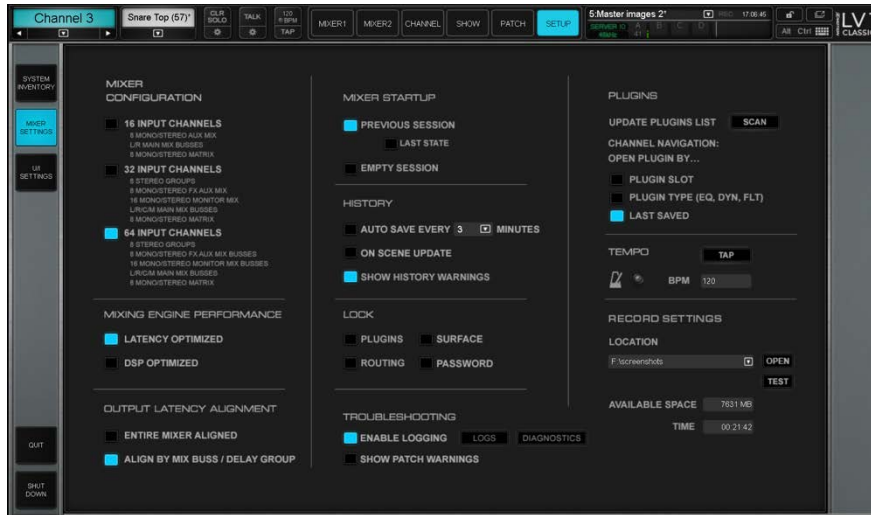 Channel 3
Snare Top (57)*
CLR
SOLO
TALK
120
BPM
TAP
MIXER1
MIXER2
CHANNEL
SHOW
PATCH
SETUP
5:Master images 2*
REC
17:06:45
SERVER IO
A
B
C
D
48kHz
41
Alt
Ctrl
LV1
CLASSIC
SYSTEM
INVENTORY
MIXER
SETTINGS
UI
SETTINGS
QUIT
SHUT
DOWN
MIXER
CONFIGURATION
16 INPUT CHANNELS
8 MONO/STEREO AUX MIX
L/R MAIN MIX BUSSES
8 MONO/STEREO MATRIX
32 INPUT CHANNELS
8 STEREO GROUPS
8 MONO/STEREO FX AUX MIX
16 MONO/STEREO MONITOR MIX
L/R/C/M MAIN MIX BUSSES
8 MONO/STEREO MATRIX
64 INPUT CHANNELS
8 STEREO GROUPS
8 MONO/STEREO FX AUX MIX BUSSES
16 MONO/STEREO MONITOR MIX BUSSES
L/R/C/M MAIN MIX BUSSES
8 MONO/STEREO MATRIX
MIXING ENGINE PERFORMANCE
LATENCY OPTIMIZED
DSP OPTIMIZED
OUTPUT LATENCY ALIGNMENT
ENTIRE MIXER ALIGNED
ALIGN BY MIX BUSS / DELAY GROUP
MIXER STARTUP
PREVIOUS SESSION
LAST STATE
EMPTY SESSION
HISTORY
AUTO SAVE EVERY 3 MINUTES
ON SCENE UPDATE
SHOW HISTORY WARNINGS
LOCK
PLUGINS SURFACE
ROUTING PASSWORD
TROUBLESHOOTING
ENABLE LOGGING LOGS DIAGNOSTICS
SHOW PATCH WARNINGS
PLUGINS
UPDATE PLUGINS LIST SCAN
CHANNEL NAVIGATION:
OPEN PLUGIN BY...
PLUGIN SLOT
PLUGIN TYPE (EQ, DYN, FLT)
LAST SAVED
TEMPO TAP
BPM 120
RECORD SETTINGS
LOCATION
F:\screenshots OPEN
TEST
AVAILABLE SPACE 7631 MB
TIME 00:21:42